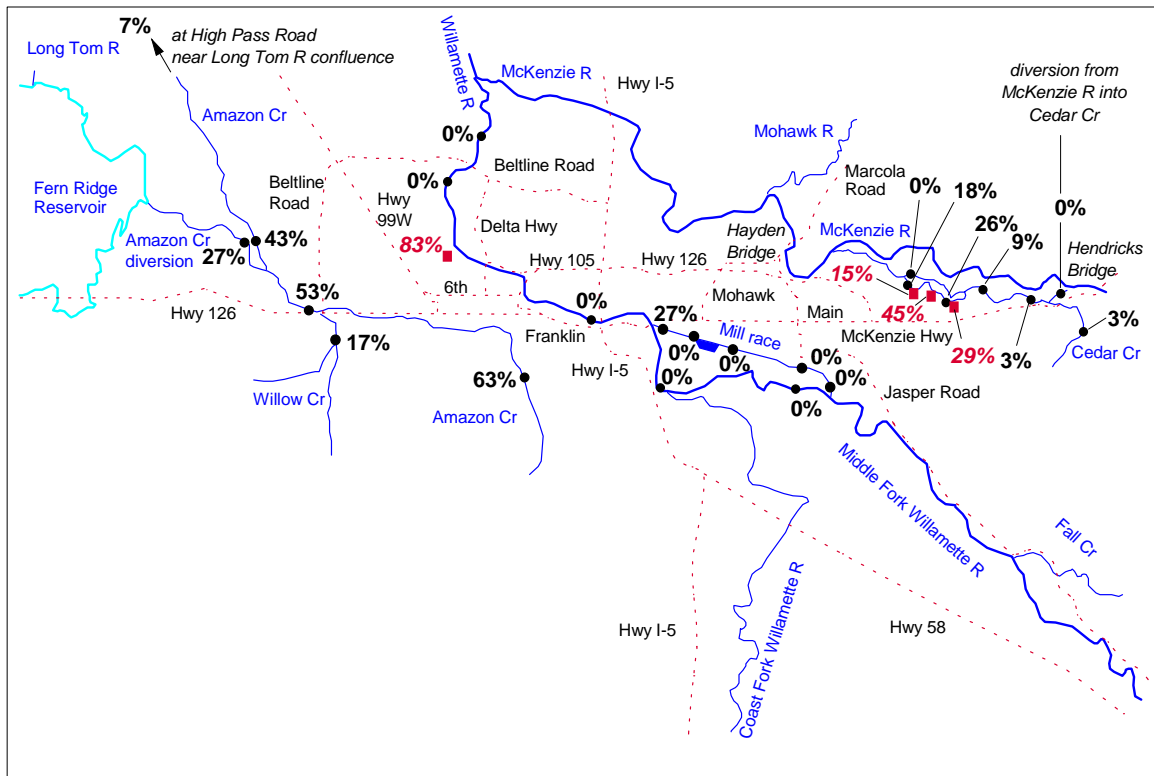 7%
at High Pass Road
near Long Tom R confluence
Long Tom R
Willamette R
McKenzie R
Hwy I-5
diversion from
McKenzie R into
Cedar Cr
Amazon Cr
Mohawk R
0%
Beltline Road
Marcola
Road
0%
18%
Fern Ridge
Reservoir
Beltline
Road
0%
Hwy
99W
26%
0%
Delta Hwy
Hayden
Bridge
McKenzie R
9%
Hendricks
Bridge
Amazon Cr
diversion
43%
27%
83%
Hwy 105
Hwy 126
15%
6th
Mohawk
53%
0%
Main
45%
Hwy 126
Franklin
Mill race
McKenzie Hwy
3%
17%
27%
29%
3%
Cedar Cr
0%
0%
0%
Hwy I-5
63%
0%
0%
Jasper Road
Willow Cr
Amazon Cr
0%
Middle Fork Willamette R
Fall Cr
Coast Fork Willamette R
Hwy I-5
Hwy 58